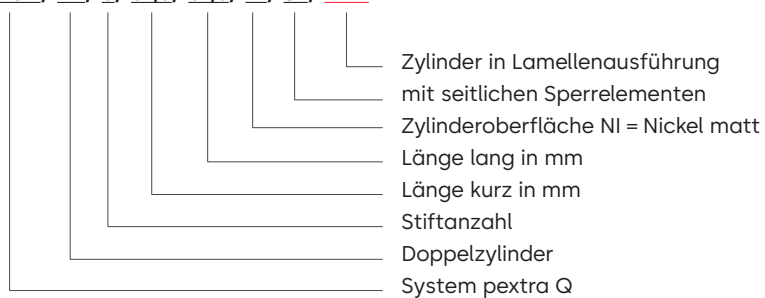 Zylinder in Lamellenausführung
mit seitlichen Sperrelementen
Zylinderoberfläche NI = Nickel matt
Länge lang in mm
Länge kurz in mm
Stiftanzahl
Doppelzylinder
System pextra Q